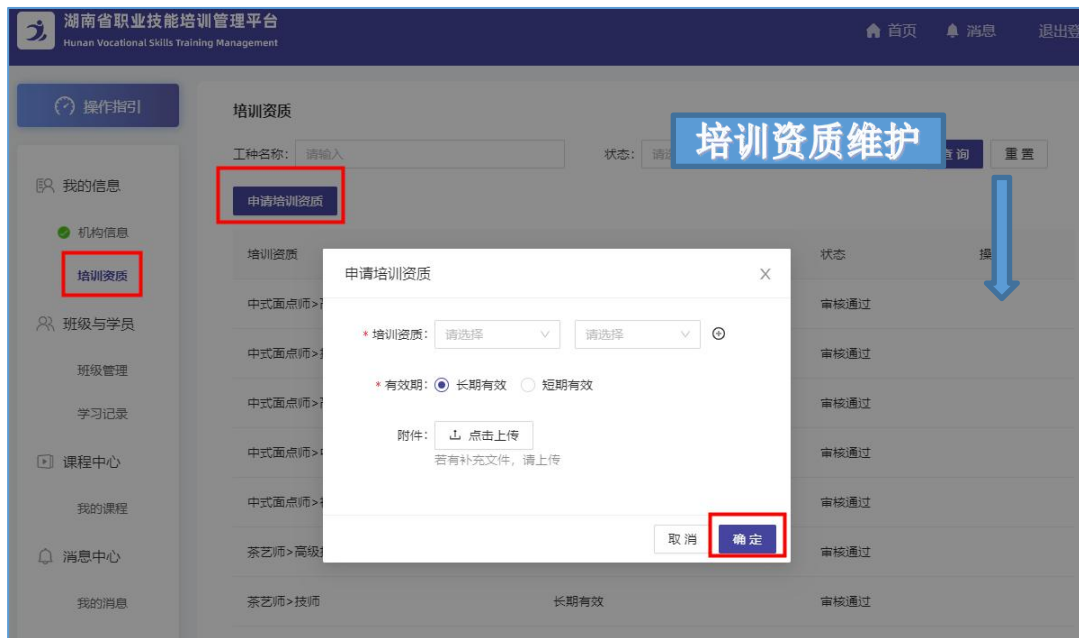 湖南省职业技能培训管理平台
Hunan Vocational Skills Training Management
首页 消息 退出登
操作指引
培训资质
工种名称: 请输入 状态: 请 查询 重置
培训资质维护
我的信息
申请培训资质
机构信息
培训资质
班级与学员
班级管理
学习记录
课程中心
我的课程
消息中心
我的消息
培训资质 状态 操
中式面点师> 审核通过
中式面点师> 审核通过
中式面点师> 审核通过
中式面点师> 审核通过
中式面点师> 审核通过
茶艺师>高级 审核通过
茶艺师>技师 长期有效 审核通过
申请培训资质
* 培训资质: 请选择 请选择
* 有效期: 长期有效 短期有效
附件: 点击上传
若有补充文件，请上传
取消 确定